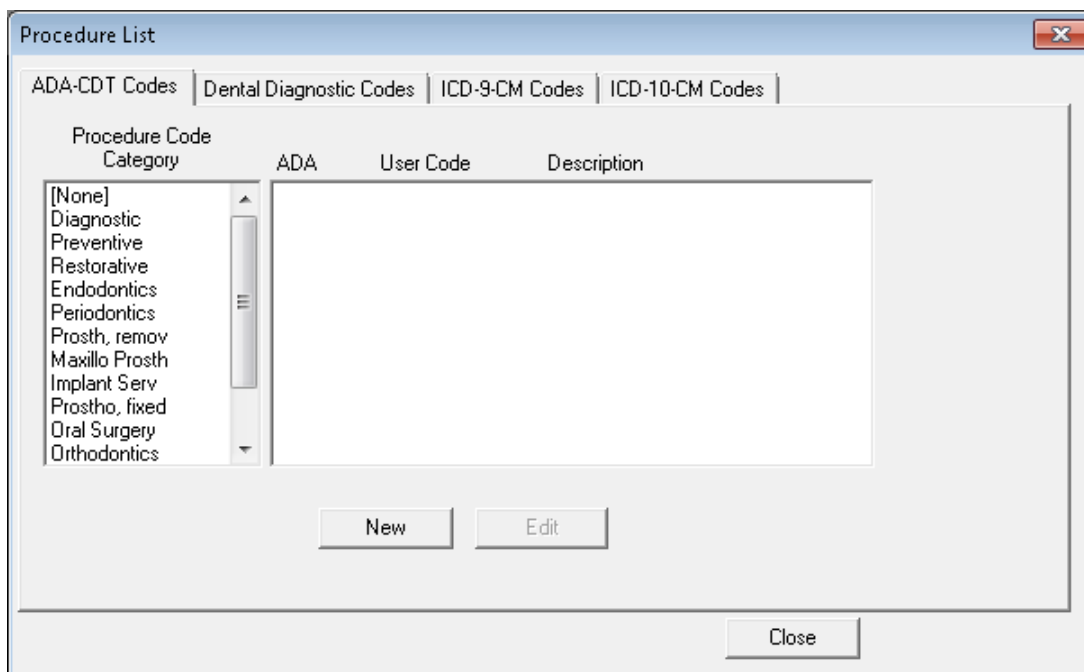 Procedure List
ADA-CDT Codes Dental Diagnostic Codes ICD-9-CM Codes ICD-10-CM Codes
Procedure Code
Category
ADA User Code Description
[None]
Diagnostic
Preventive
Restorative
Endodontics
Periodontics
Prosth, remov
Maxillo Prosth
Implant Serv
Prostho, fixed
Oral Surgery
Orthodontics
New Edit
Close